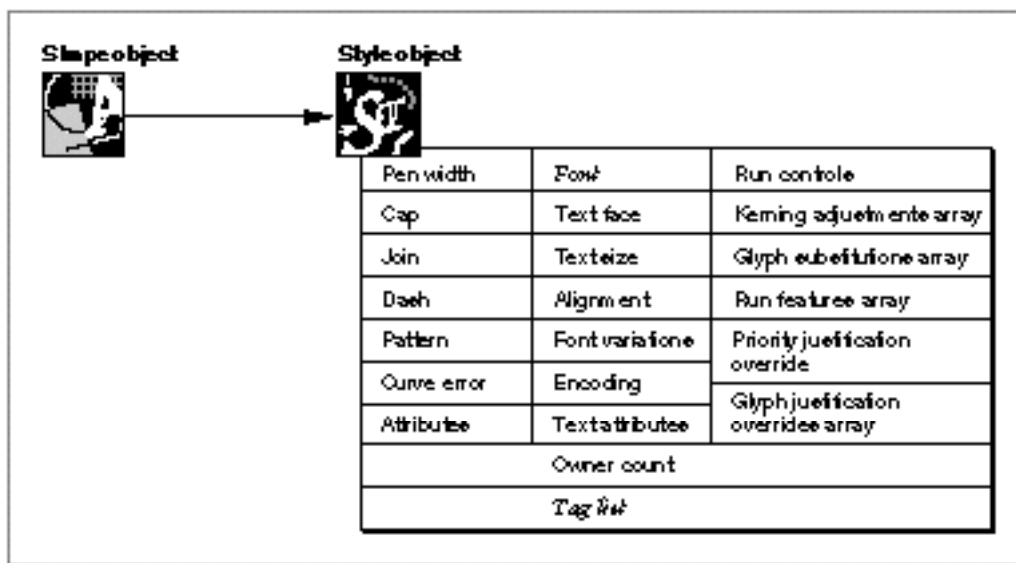 Shape object
Style object
Pen width
Font
Run controls
Cap
Text face
Kerning adjustments array
Join
Text size
Glyph substitutions array
Dash
Alignment
Run features array
Pattern
Font variations
Priority justification
override
Curve error
Encoding
Glyph justification
overrides array
Attributes
Text attributes
Owner count
Tag list